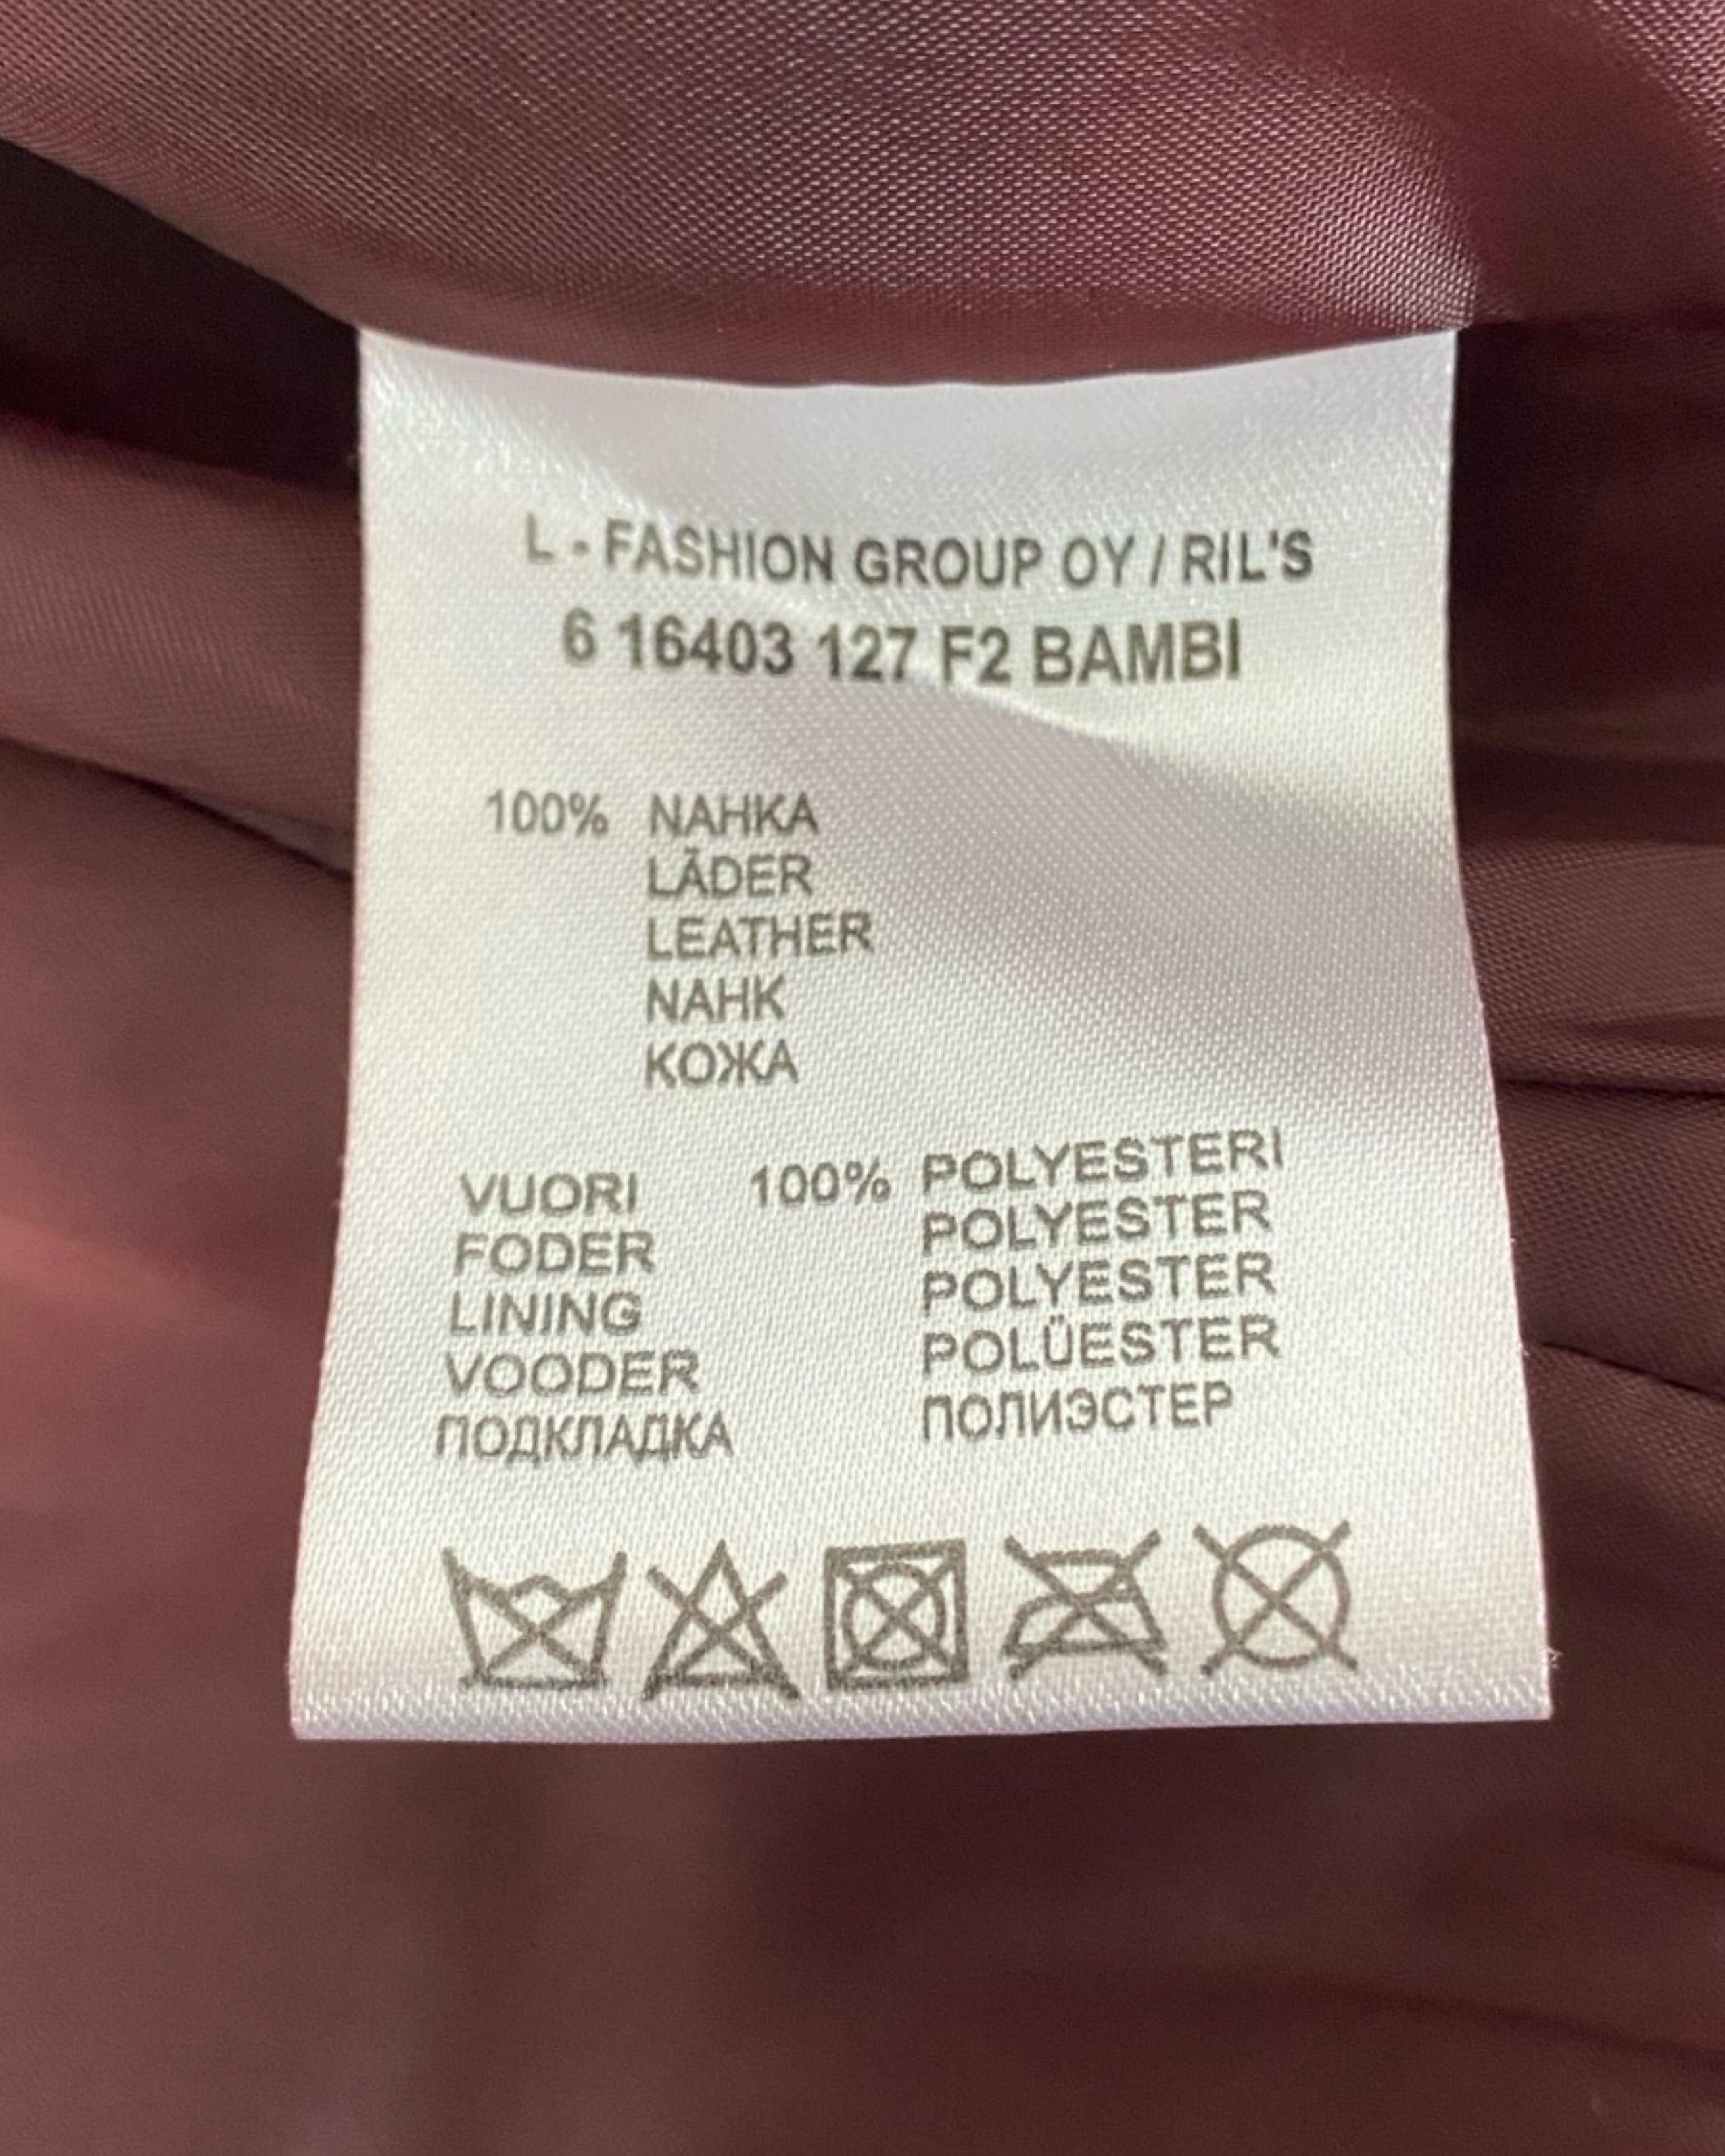 L - FASHION GROUP OY / RIL'S
6 16403 127 F2 BAMBI
100% NAHKA
LÄDER
LEATHER
NAHK
КОЖА
VUORI 100% POLYESTERI
FODER POLYESTER
LINING POLYESTER
VOODER POLÜESTER
ПОДКЛАДКА ПОЛИЭСТЕР